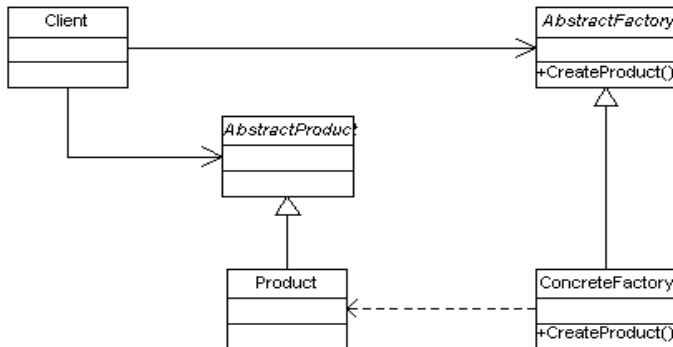 Client
AbstractFactory
+CreateProduct()
AbstractProduct
Product
ConcreteFactory
+CreateProduct()